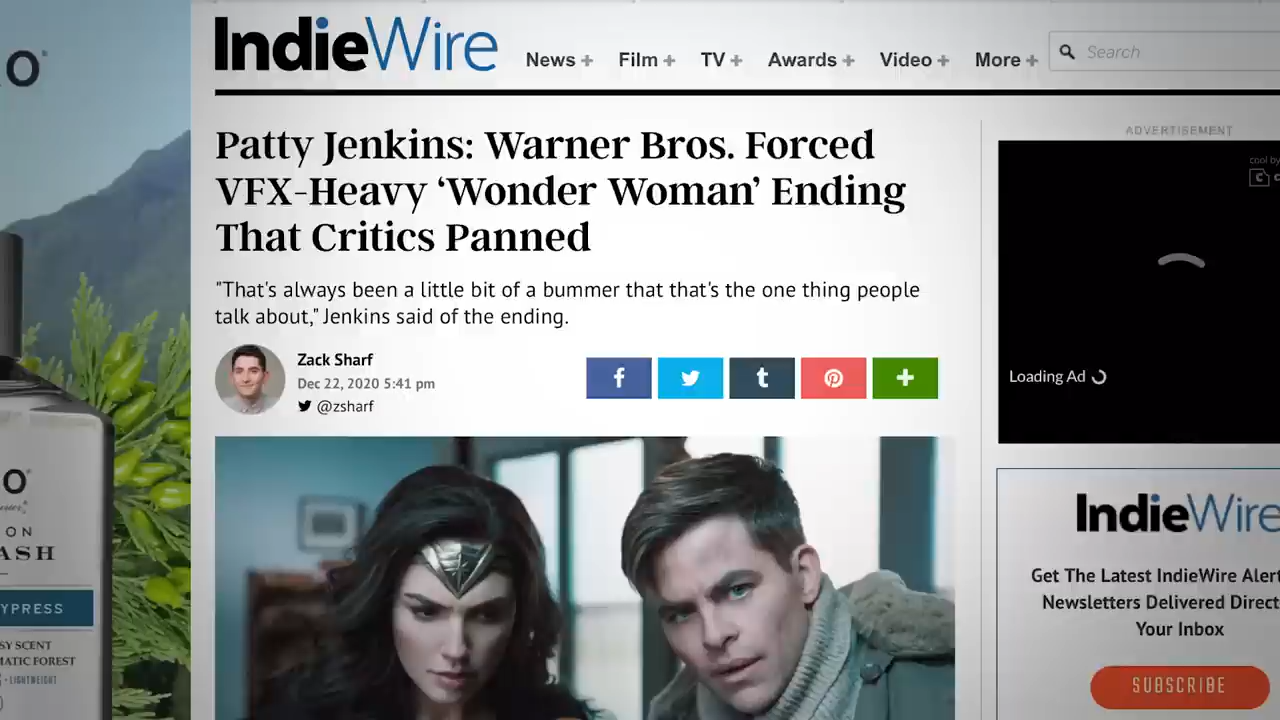 IndieWire
News +
Film +
TV +
Awards +
Video +
More +
Search
ADVERTISEMENT
Patty Jenkins: Warner Bros. Forced
VFX-Heavy ‘Wonder Woman’ Ending
That Critics Panned
"That's always been a little bit of a bummer that that's the one thing people
talk about," Jenkins said of the ending.
Zack Sharf
Dec 22, 2020 5:41 pm
@zsharf
f
t
+
cool by
Loading Ad
IndieWire
Get The Latest IndieWire Alert
Newsletters Delivered Direct
Your Inbox
SUBSCRIBE
O
O
ON
ASH
YPRESS
SY SCENT
MATIC FOREST
• LIGHTWEIGHT